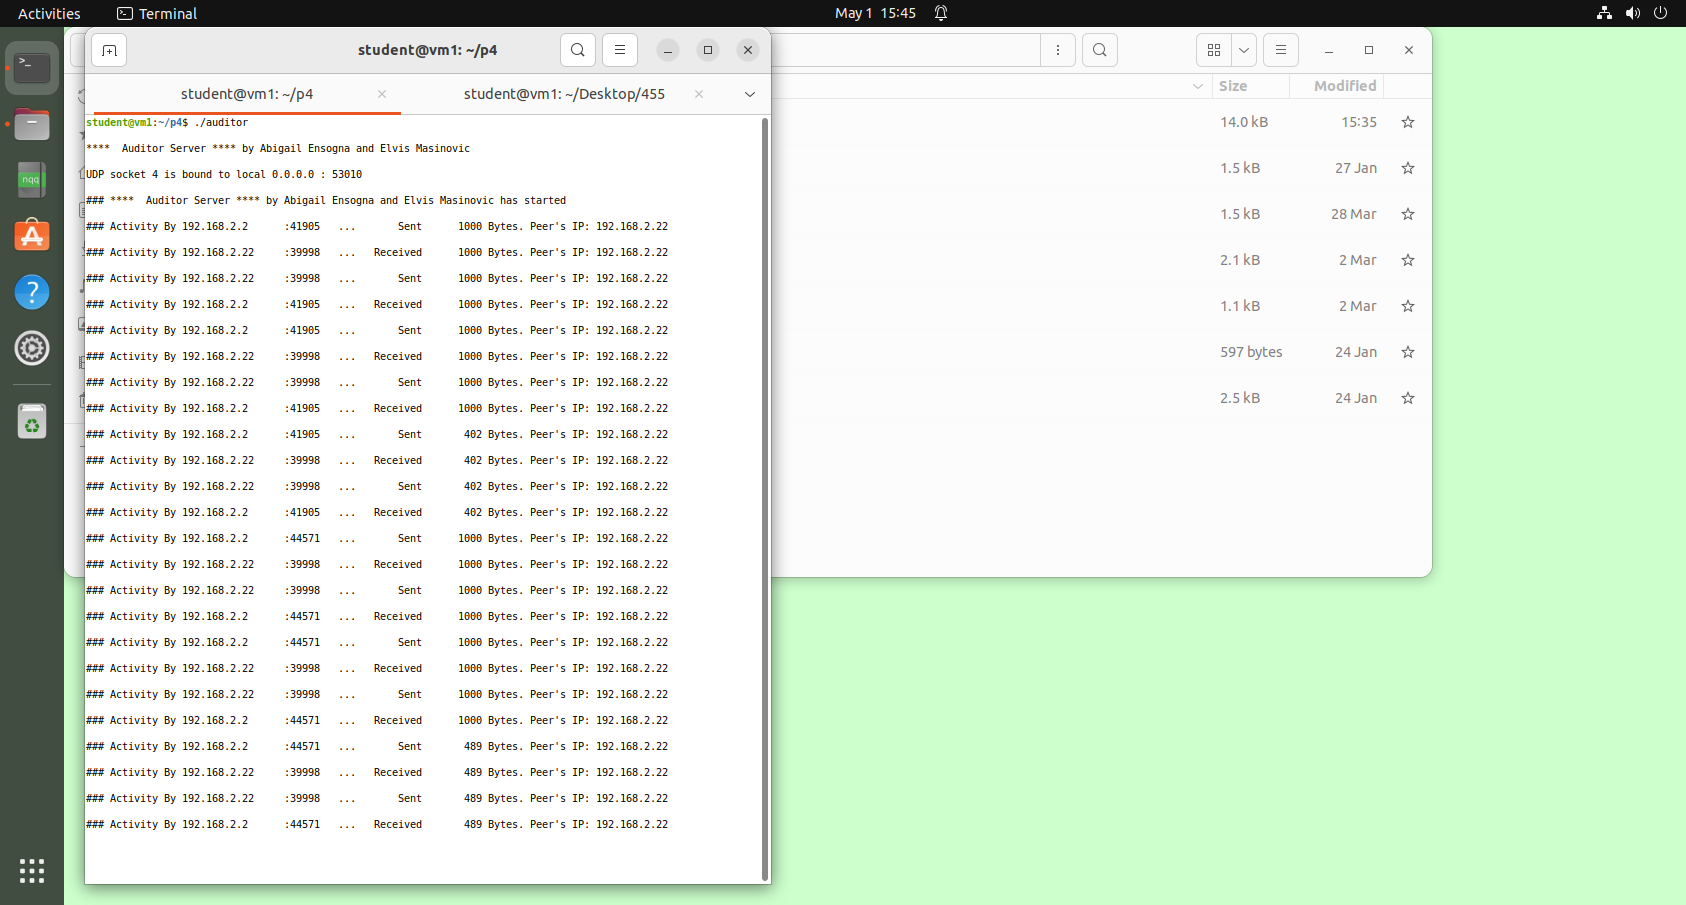 Activities Terminal May 1 15:45
student@vm1: ~/p4
student@vm1: ~/p4 student@vm1: ~/Desktop/455
student@vm1:~/p4$ ./auditor
**** Auditor Server **** by Abigail Ensogna and Elvis Masinovic
UDP socket 4 is bound to local 0.0.0.0 : 53010
### **** Auditor Server **** by Abigail Ensogna and Elvis Masinovic has started
### Activity By 192.168.2.2 :41905 ... Sent 1000 Bytes. Peer's IP: 192.168.2.22
### Activity By 192.168.2.22 :39998 ... Received 1000 Bytes. Peer's IP: 192.168.2.22
### Activity By 192.168.2.22 :39998 ... Sent 1000 Bytes. Peer's IP: 192.168.2.22
### Activity By 192.168.2.2 :41905 ... Received 1000 Bytes. Peer's IP: 192.168.2.22
### Activity By 192.168.2.2 :41905 ... Sent 1000 Bytes. Peer's IP: 192.168.2.22
### Activity By 192.168.2.22 :39998 ... Received 1000 Bytes. Peer's IP: 192.168.2.22
### Activity By 192.168.2.22 :39998 ... Sent 1000 Bytes. Peer's IP: 192.168.2.22
### Activity By 192.168.2.2 :41905 ... Received 1000 Bytes. Peer's IP: 192.168.2.22
### Activity By 192.168.2.2 :41905 ... Sent 402 Bytes. Peer's IP: 192.168.2.22
### Activity By 192.168.2.22 :39998 ... Received 402 Bytes. Peer's IP: 192.168.2.22
### Activity By 192.168.2.22 :39998 ... Sent 402 Bytes. Peer's IP: 192.168.2.22
### Activity By 192.168.2.2 :41905 ... Received 402 Bytes. Peer's IP: 192.168.2.22
### Activity By 192.168.2.2 :44571 ... Sent 1000 Bytes. Peer's IP: 192.168.2.22
### Activity By 192.168.2.22 :39998 ... Received 1000 Bytes. Peer's IP: 192.168.2.22
### Activity By 192.168.2.22 :39998 ... Sent 1000 Bytes. Peer's IP: 192.168.2.22
### Activity By 192.168.2.2 :44571 ... Received 1000 Bytes. Peer's IP: 192.168.2.22
### Activity By 192.168.2.2 :44571 ... Sent 1000 Bytes. Peer's IP: 192.168.2.22
### Activity By 192.168.2.22 :39998 ... Received 1000 Bytes. Peer's IP: 192.168.2.22
### Activity By 192.168.2.22 :39998 ... Sent 1000 Bytes. Peer's IP: 192.168.2.22
### Activity By 192.168.2.2 :44571 ... Received 1000 Bytes. Peer's IP: 192.168.2.22
### Activity By 192.168.2.2 :44571 ... Sent 489 Bytes. Peer's IP: 192.168.2.22
### Activity By 192.168.2.22 :39998 ... Received 489 Bytes. Peer's IP: 192.168.2.22
### Activity By 192.168.2.22 :39998 ... Sent 489 Bytes. Peer's IP: 192.168.2.22
### Activity By 192.168.2.2 :44571 ... Received 489 Bytes. Peer's IP: 192.168.2.22
Size Modified
14.0 kB 15:35
1.5 kB 27 Jan
1.5 kB 28 Mar
2.1 kB 2 Mar
1.1 kB 2 Mar
597 bytes 24 Jan
2.5 kB 24 Jan
nqq